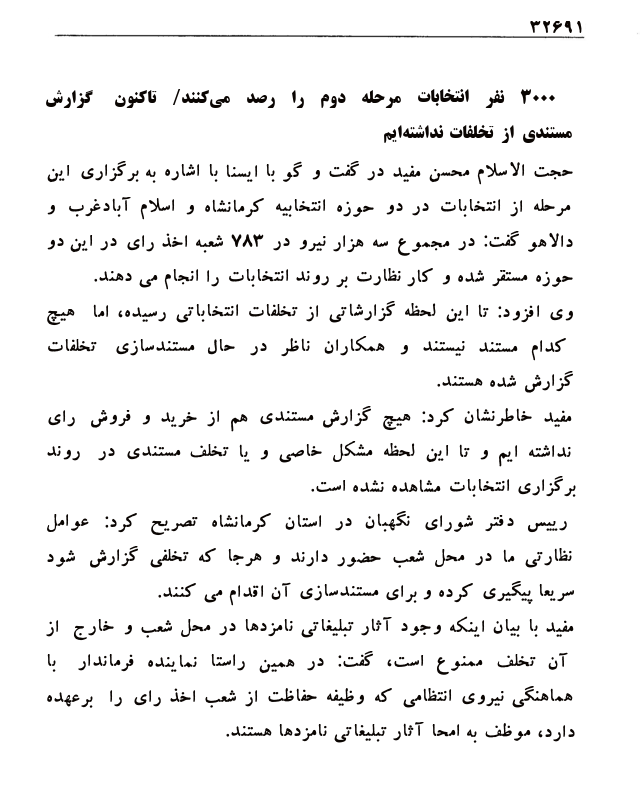 ۳۲۶۹۱
۳۰۰۰ نفر انتخابات مرحله دوم را رصد می‌کنند/ تاکنون گزارش
مستندی از تخلفات نداشته‌ایم
حجت الاسلام محسن مفید در گفت و گو با ایسنا با اشاره به برگزاری این
مرحله از انتخابات در دو حوزه انتخابیه کرمانشاه و اسلام آبادغرب و
دالاهو گفت: در مجموع سه هزار نیرو در ۷۸۳ شعبه اخذ رای در این دو
حوزه مستقر شده و کار نظارت بر روند انتخابات را انجام می دهند.
وی افزود: تا این لحظه گزارشاتی از تخلفات انتخاباتی رسیده، اما هیچ
کدام مستند نیستند و همکاران ناظر در حال مستندسازی تخلفات
گزارش شده هستند.
مفید خاطرنشان کرد: هیچ گزارش مستندی هم از خرید و فروش رای
نداشته ایم و تا این لحظه مشکل خاصی و یا تخلف مستندی در روند
برگزاری انتخابات مشاهده نشده است.
رییس دفتر شورای نگهبان در استان کرمانشاه تصریح کرد: عوامل
نظارتی ما در محل شعب حضور دارند و هرجا که تخلفی گزارش شود
سریعا پیگیری کرده و برای مستندسازی آن اقدام می کنند.
مفید با بیان اینکه وجود آثار تبلیغاتی نامزدها در محل شعب و خارج از
آن تخلف ممنوع است، گفت: در همین راستا نماینده فرماندار با
هماهنگی نیروی انتظامی که وظیفه حفاظت از شعب اخذ رای را برعهده
دارد، موظف به امحا آثار تبلیغاتی نامزدها هستند.